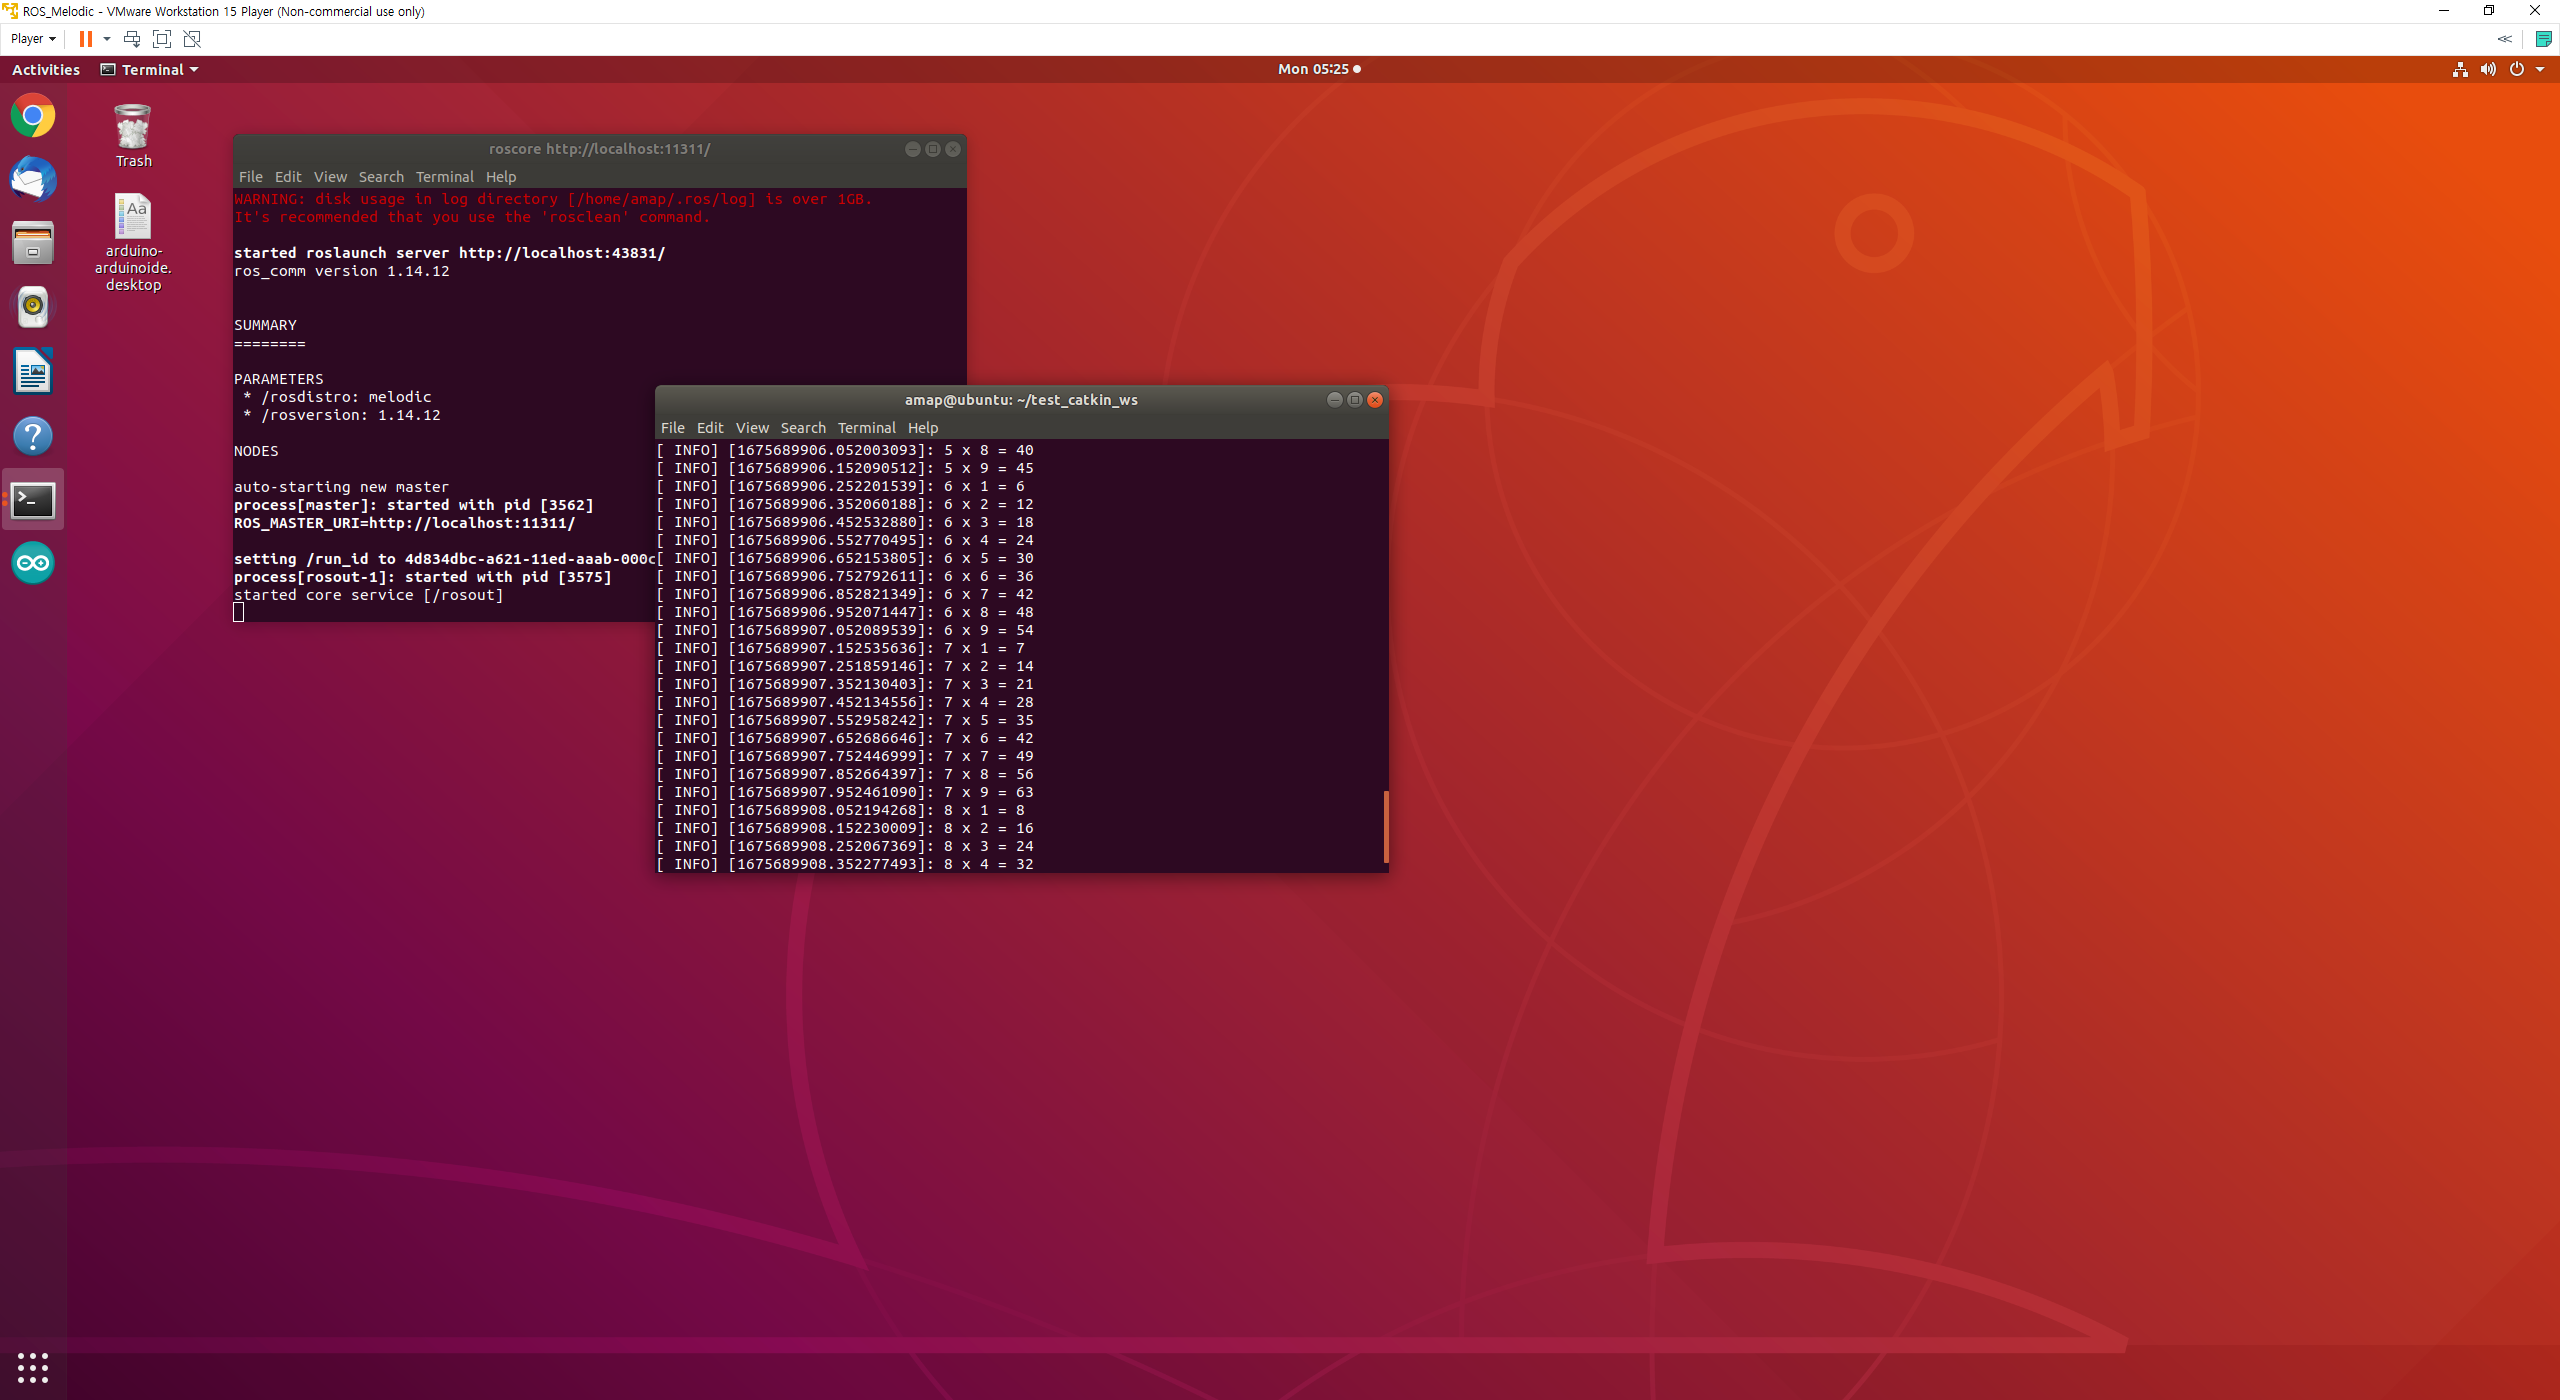 ROS_Melodic - VMware Workstation 15 Player (Non-commercial use only)
Player
Activities
Terminal
Mon 05:25
Trash
arduino-
arduinoide.
desktop
roscore http://localhost:11311/
File Edit View Search Terminal Help
WARNING: disk usage in log directory [/home/amap/.ros/log] is over 1GB.
It's recommended that you use the 'rosclean' command.
started roslaunch server http://localhost:43831/
ros_comm version 1.14.12
SUMMARY
========
PARAMETERS
* /rosdistro: melodic
* /rosversion: 1.14.12
NODES
auto-starting new master
process[master]: started with pid [3562]
ROS_MASTER_URI=http://localhost:11311/
setting /run_id to 4d834dbc-a621-11ed-aaab-000c
process[rosout-1]: started with pid [3575]
started core service [/rosout]
amap@ubuntu: ~/test_catkin_ws
File Edit View Search Terminal Help
[ INFO] [1675689906.052003093]: 5 x 8 = 40
[ INFO] [1675689906.152090512]: 5 x 9 = 45
[ INFO] [1675689906.252201539]: 6 x 1 = 6
[ INFO] [1675689906.352060188]: 6 x 2 = 12
[ INFO] [1675689906.452532880]: 6 x 3 = 18
[ INFO] [1675689906.552770495]: 6 x 4 = 24
[ INFO] [1675689906.652153805]: 6 x 5 = 30
[ INFO] [1675689906.752792611]: 6 x 6 = 36
[ INFO] [1675689906.852821349]: 6 x 7 = 42
[ INFO] [1675689906.952071447]: 6 x 8 = 48
[ INFO] [1675689907.052089539]: 6 x 9 = 54
[ INFO] [1675689907.152535636]: 7 x 1 = 7
[ INFO] [1675689907.251859146]: 7 x 2 = 14
[ INFO] [1675689907.352130403]: 7 x 3 = 21
[ INFO] [1675689907.452134556]: 7 x 4 = 28
[ INFO] [1675689907.552958242]: 7 x 5 = 35
[ INFO] [1675689907.652686646]: 7 x 6 = 42
[ INFO] [1675689907.752446999]: 7 x 7 = 49
[ INFO] [1675689907.852664397]: 7 x 8 = 56
[ INFO] [1675689907.952461090]: 7 x 9 = 63
[ INFO] [1675689908.052194268]: 8 x 1 = 8
[ INFO] [1675689908.152230009]: 8 x 2 = 16
[ INFO] [1675689908.252067369]: 8 x 3 = 24
[ INFO] [1675689908.352277493]: 8 x 4 = 32